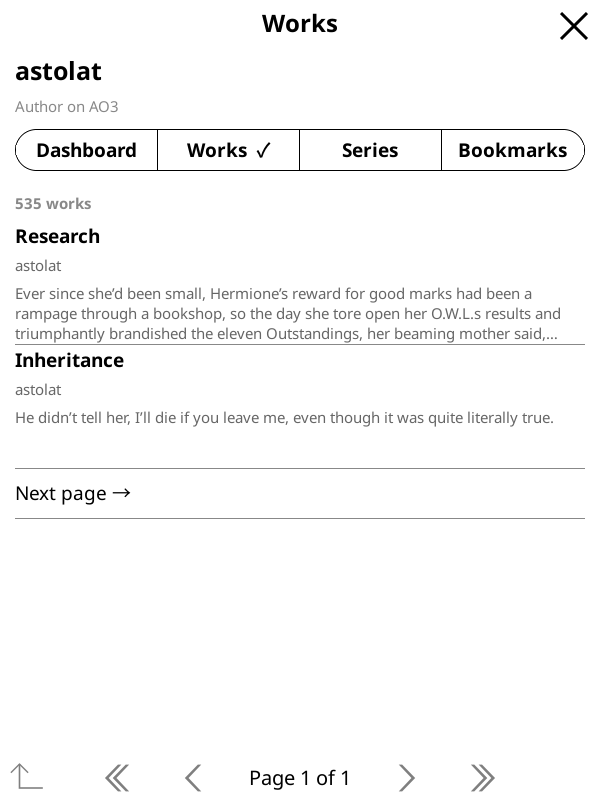 Works
astolat
Author on AO3
Dashboard
Works ✓
Series
Bookmarks
535 works
Research
astolat
Ever since she’d been small, Hermione’s reward for good marks had been a
rampage through a bookshop, so the day she tore open her O.W.L.s results and
triumphantly brandished the eleven Outstandings, her beaming mother said,…
Inheritance
astolat
He didn’t tell her, I’ll die if you leave me, even though it was quite literally true.
Next page →
Page 1 of 1